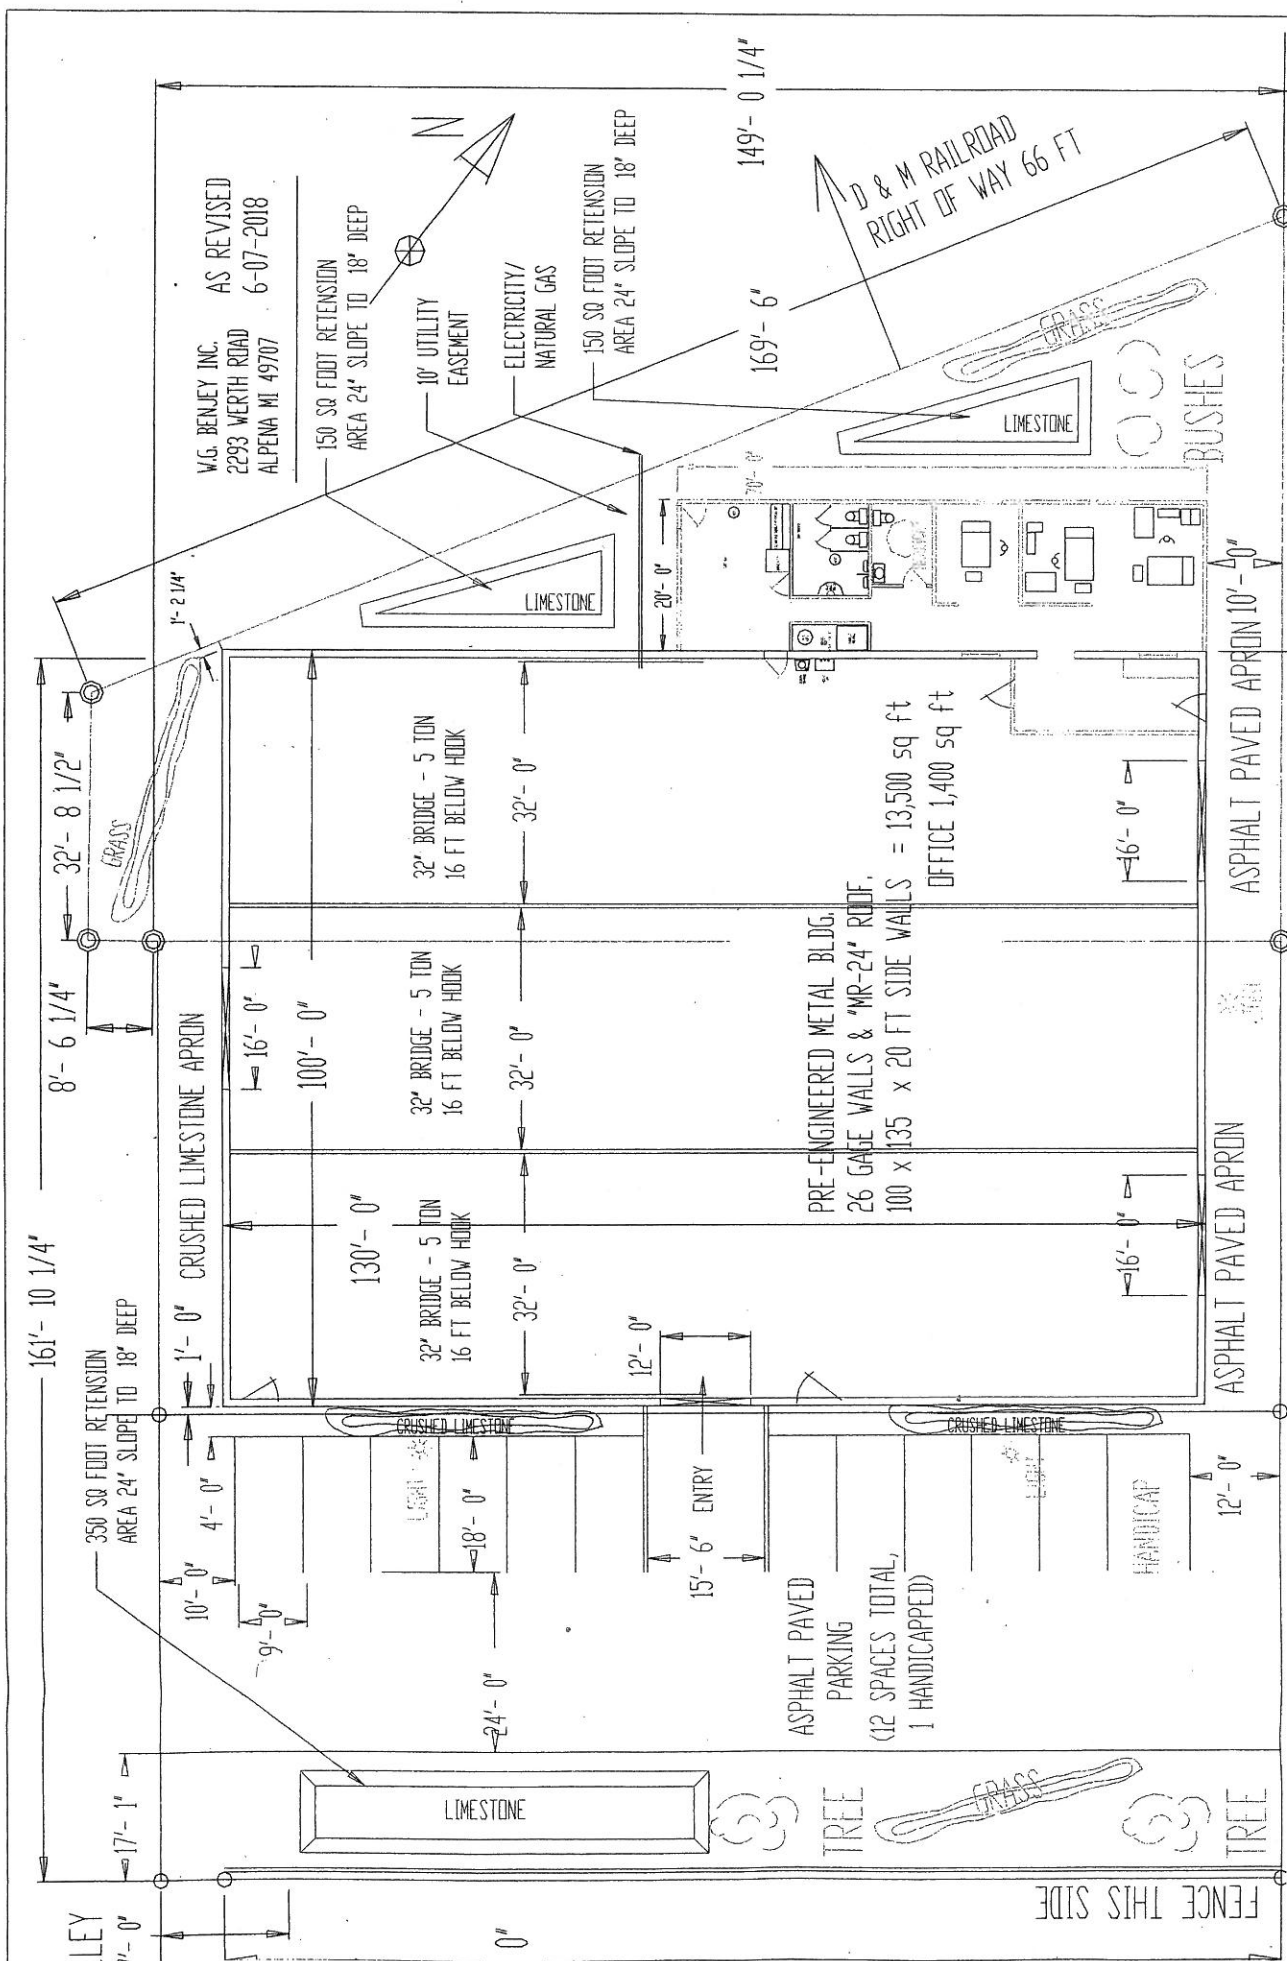 W.G. BENJEY INC.
2293 WERTH ROAD
ALPENA MI 49707
AS REVISED
6-07-2018
N
149'- 0 1/4"
D & M RAILROAD
RIGHT OF WAY 66 FT
169'- 6"
150 SQ FOOT RETENSION
AREA 24" SLOPE TO 18" DEEP
10' UTILITY
EASEMENT
ELECTRICITY/
NATURAL GAS
150 SQ FOOT RETENSION
AREA 24" SLOPE TO 18" DEEP
LIMESTONE
LIMESTONE
GRASS
BUSHES
1'- 2 1/4"
20'- 0"
70'- 0"
10'- 0"
161'- 10 1/4"
8'- 6 1/4"
32'- 8 1/2"
GRASS
CRUSHED LIMESTONE APRON
1'- 0"
16'- 0"
100'- 0"
130'- 0"
32" BRIDGE - 5 TON
16 FT BELOW HOOK
32" BRIDGE - 5 TON
16 FT BELOW HOOK
32" BRIDGE - 5 TON
16 FT BELOW HOOK
32'- 0"
32'- 0"
32'- 0"
12'- 0"
PRE-ENGINEERED METAL BLDG.
26 GAGE WALLS & "MR-24" ROOF.
100 x 135 x 20 FT SIDE WALLS = 13,500 sq ft
OFFICE 1,400 sq ft
16'- 0"
16'- 0"
ASPHALT PAVED APRON
ASPHALT PAVED APRON
350 SQ FOOT RETENSION
AREA 24" SLOPE TO 18" DEEP
CRUSHED LIMESTONE
CRUSHED LIMESTONE
4'- 0"
10'- 0"
9'- 0"
LIGHT
18'- 0"
24'- 0"
ENTRY
15'- 6"
LIGHT
HANDICAP
12'- 0"
ASPHALT PAVED
PARKING
(12 SPACES TOTAL,
1 HANDICAPPED)
17'- 1"
LIMESTONE
TREE
GRASS
TREE
FENCE THIS SIDE
LEY
'- 0"
0"